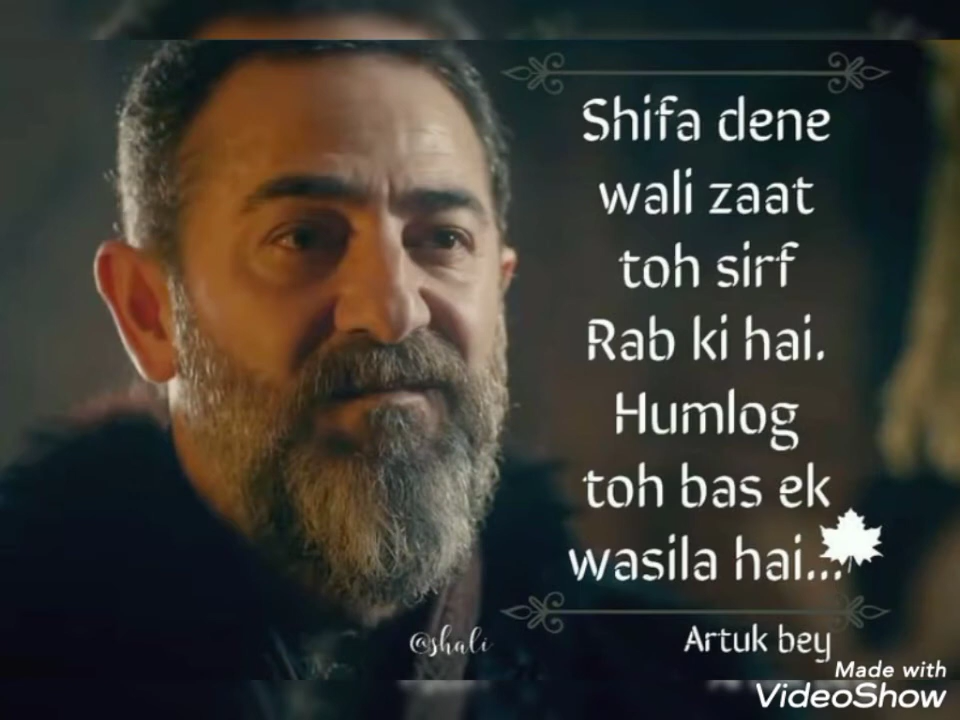 Shifa dene
wali zaat
toh sirf
Rab ki hai.
Humlog
toh bas ek
wasila hai...
@shali
Artuk bey
Made with
VideoShow